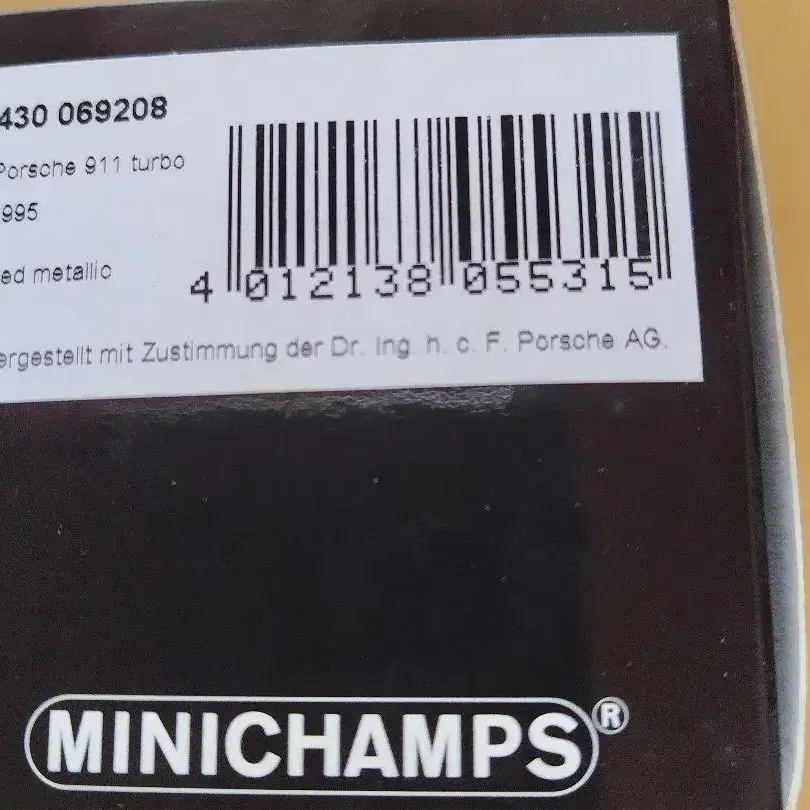 430 069208
Porsche 911 turbo
995
ed metallic
4 012138 055315
ergestellt mit Zustimmung der Dr. Ing. h. c. F. Porsche AG.
MINICHAMPS®